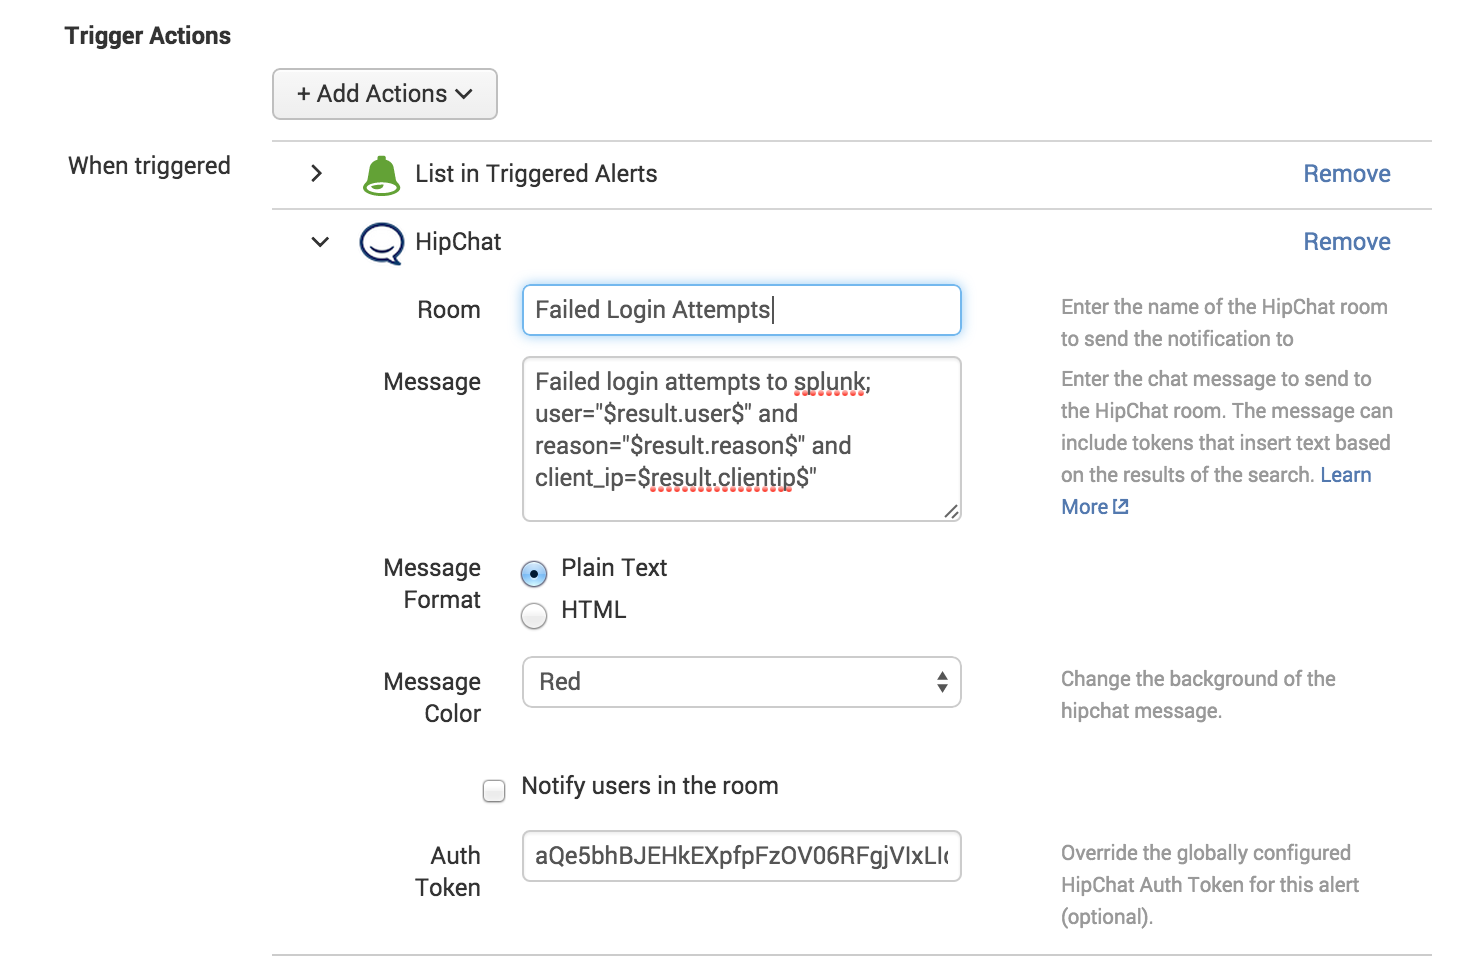 Trigger Actions
+ Add Actions
When triggered
List in Triggered Alerts
Remove
HipChat
Remove
Room
Failed Login Attempts
Enter the name of the HipChat room
to send the notification to
Message
Failed login attempts to splunk;
user="$result.user$" and
reason="$result.reason$" and
client_ip=$result.clientip$"
Enter the chat message to send to
the HipChat room. The message can
include tokens that insert text based
on the results of the search. Learn
More
Message
Format
Plain Text
HTML
Message
Color
Red
Change the background of the
hipchat message.
Notify users in the room
Auth
Token
Override the globally configured
HipChat Auth Token for this alert
(optional).